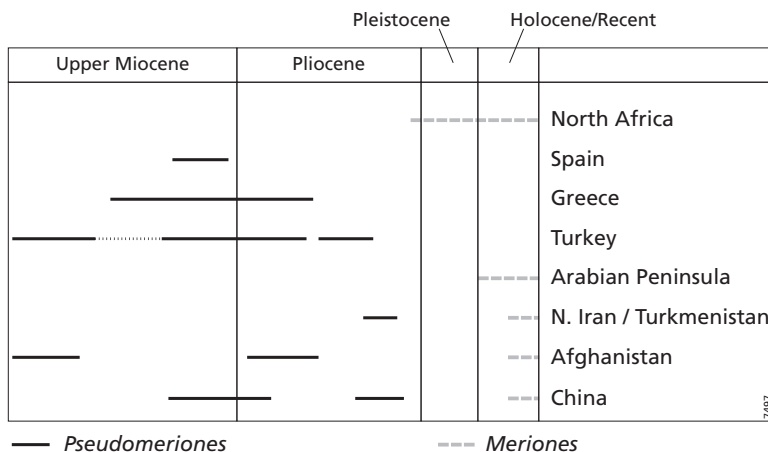 Pleistocene Holocene/Recent
Upper Miocene Pliocene
North Africa
Spain
Greece
Turkey
Arabian Peninsula
N. Iran / Turkmenistan
Afghanistan
China
7497
Pseudomeriones Meriones